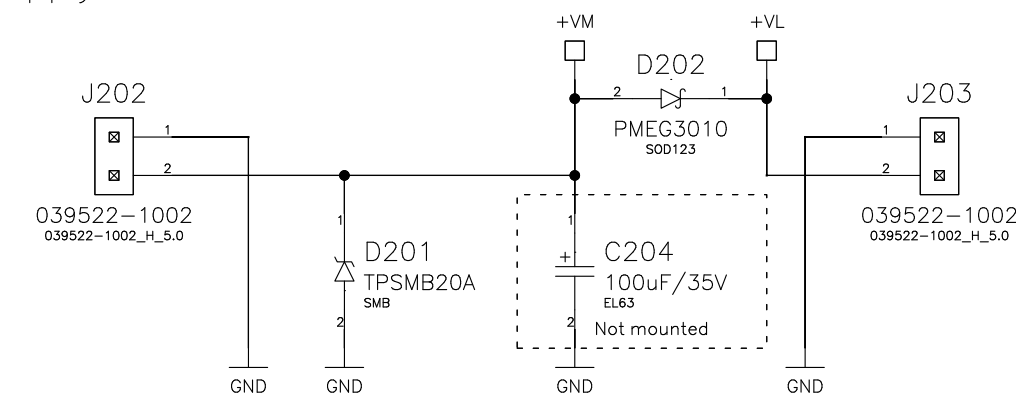 +VM
+VL
D202
2
1
PMEG3010
SOD123
J202
1
2
039522-1002
039522-1002_H_5.0
J203
1
2
039522-1002
039522-1002_H_5.0
1
D201
TPSMB20A
SMB
2
1
+
C204
100uF/35V
EL63
2
Not mounted
GND
GND
GND
GND